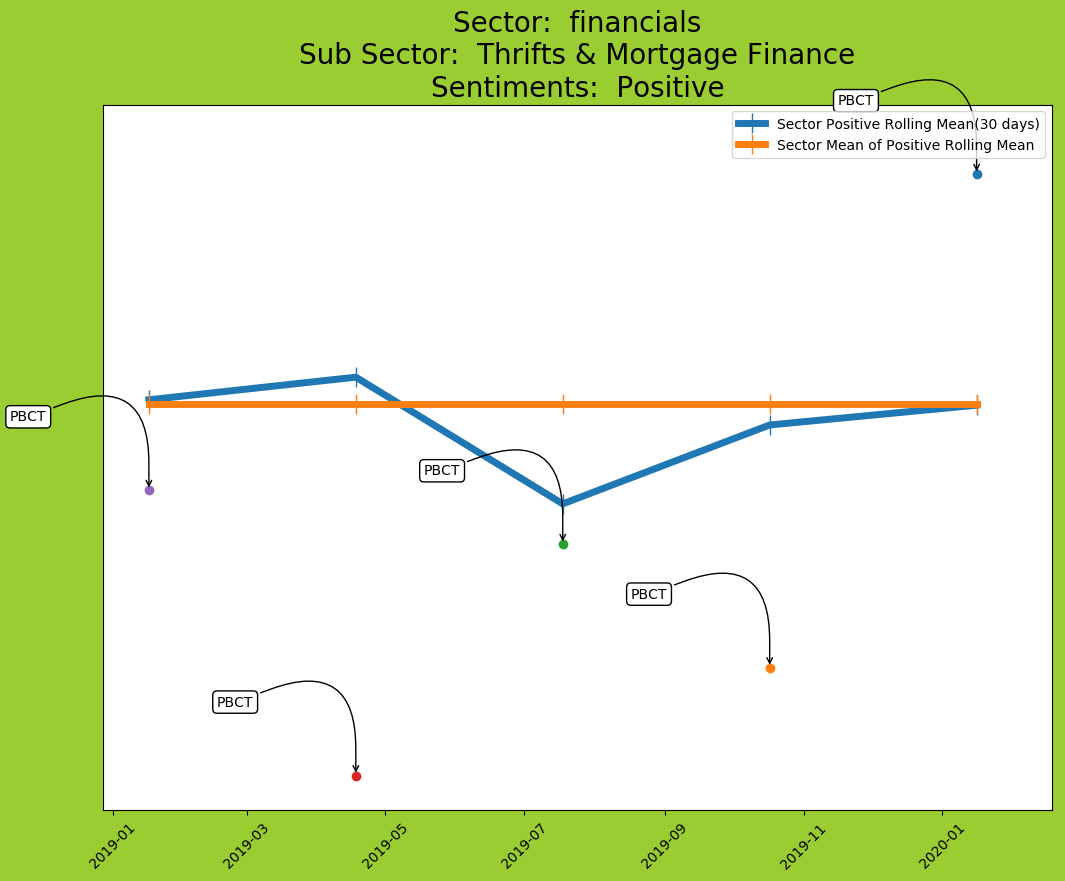 Sector:  financials
Sub Sector:  Thrifts & Mortgage Finance
Sentiments:  Positive
PBCT
Sector Positive Rolling Mean(30 days)
Sector Mean of Positive Rolling Mean
PBCT
PBCT
PBCT
PBCT
2019-01
2019-03
2019-05
2019-07
2019-09
2019-11
2020-01